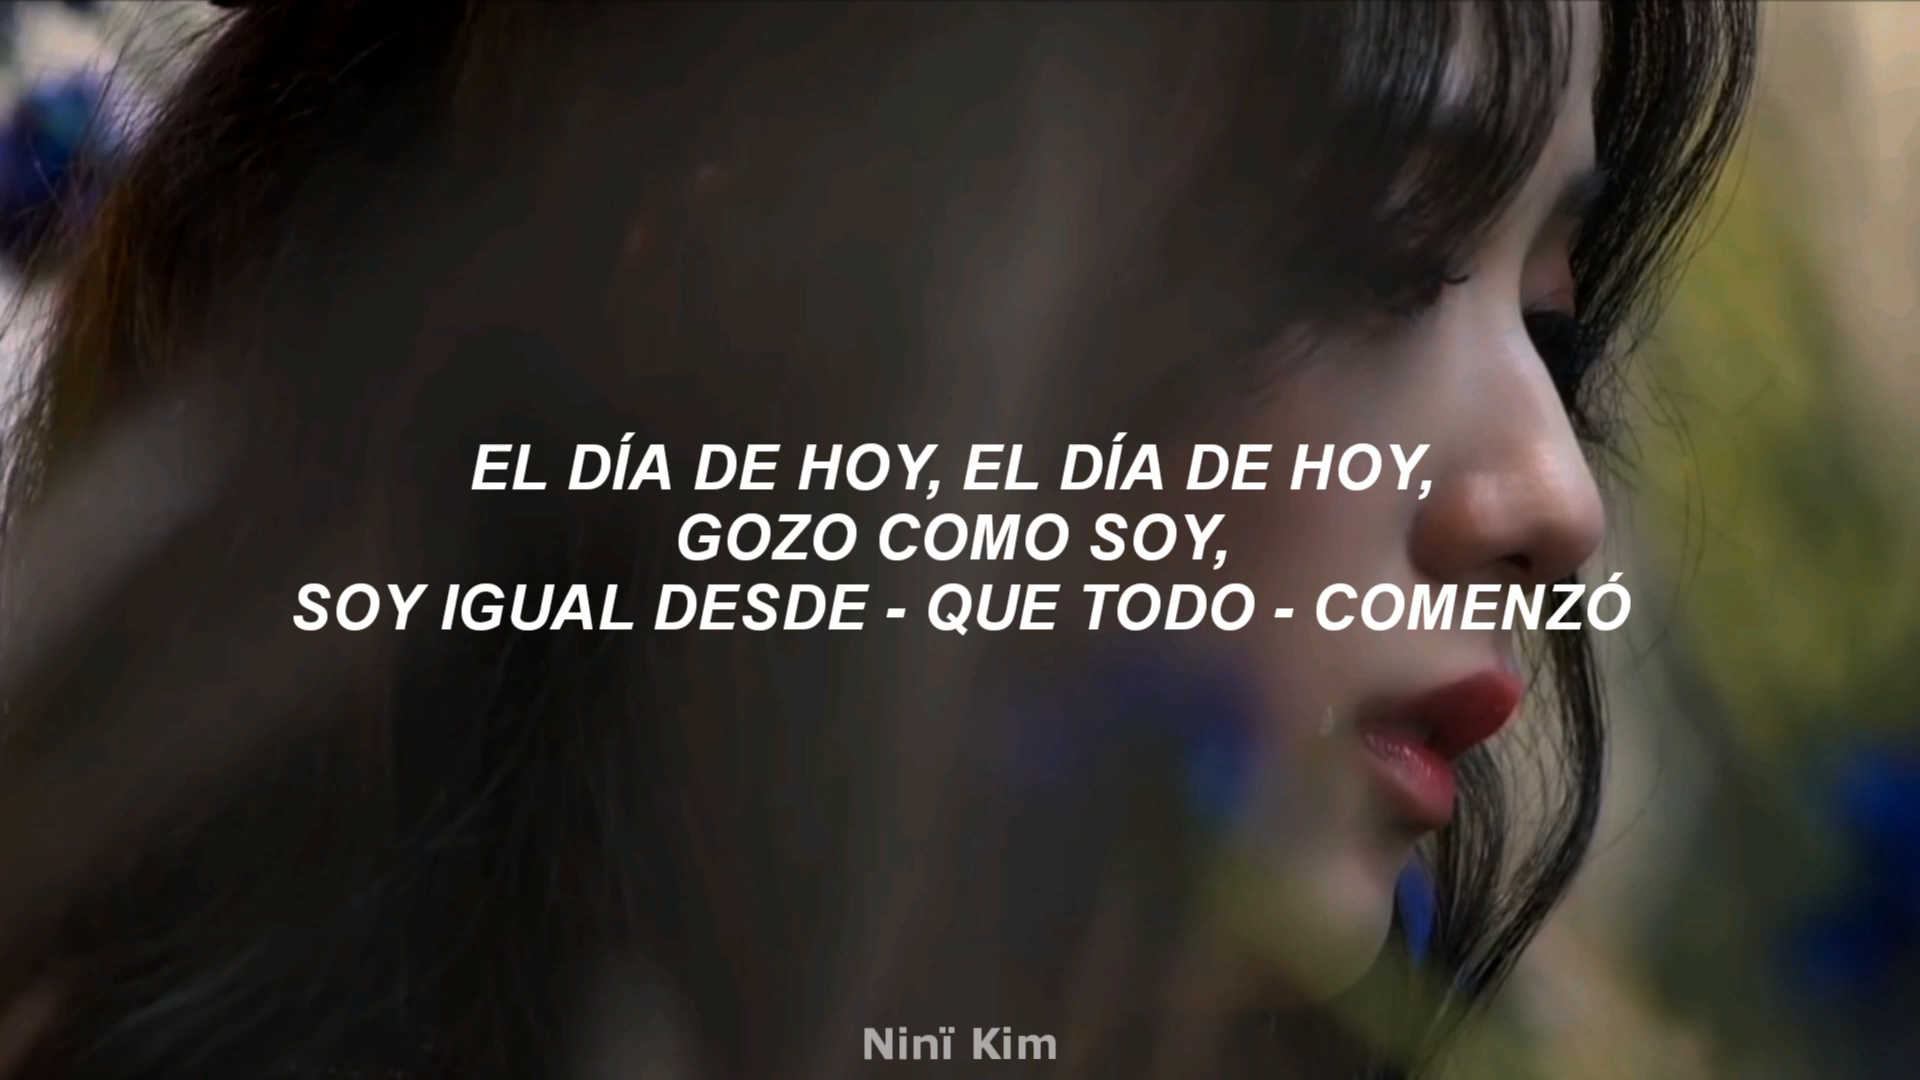 EL DÍA DE HOY, EL DÍA DE HOY,
GOZO COMO SOY,
SOY IGUAL DESDE - QUE TODO - COMENZÓ
Ninï Kim